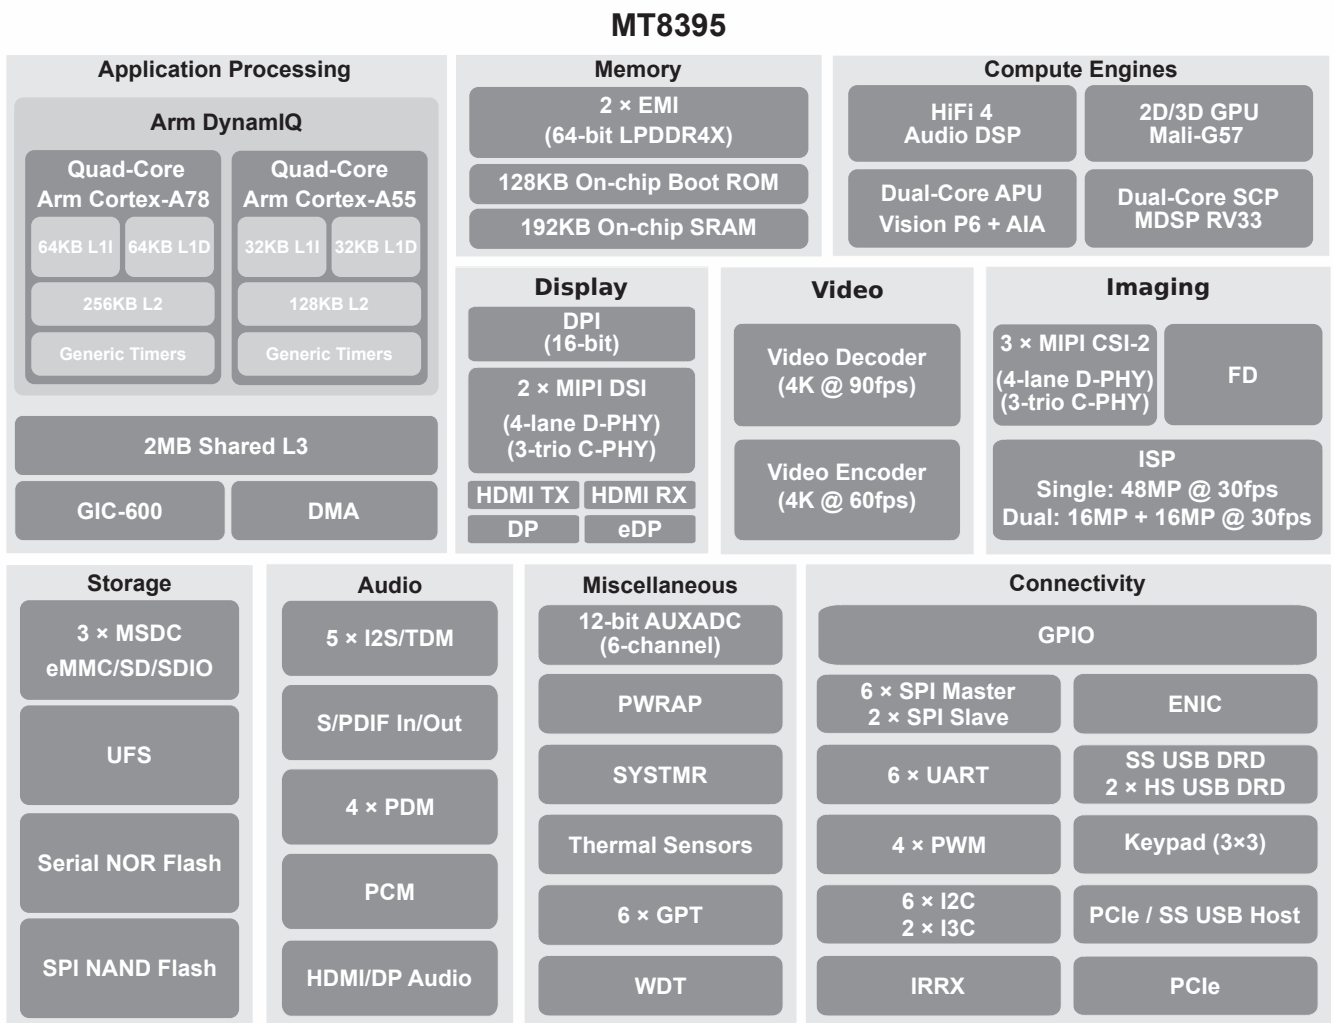 MT8395
Application Processing
Arm DynamIQ
Quad-Core
Arm Cortex-A78
64KB L1I
64KB L1D
256KB L2
Generic Timers
Quad-Core
Arm Cortex-A55
32KB L1I
32KB L1D
128KB L2
Generic Timers
2MB Shared L3
GIC-600
DMA
Memory
2 × EMI
(64-bit LPDDR4X)
128KB On-chip Boot ROM
192KB On-chip SRAM
Compute Engines
HiFi 4
Audio DSP
2D/3D GPU
Mali-G57
Dual-Core APU
Vision P6 + AIA
Dual-Core SCP
MDSP RV33
Display
DPI
(16-bit)
2 × MIPI DSI
(4-lane D-PHY)
(3-trio C-PHY)
HDMI TX
HDMI RX
DP
eDP
Video
Video Decoder
(4K @ 90fps)
Video Encoder
(4K @ 60fps)
Imaging
3 × MIPI CSI-2
(4-lane D-PHY)
(3-trio C-PHY)
FD
ISP
Single: 48MP @ 30fps
Dual: 16MP + 16MP @ 30fps
Storage
3 × MSDC
eMMC/SD/SDIO
UFS
Serial NOR Flash
SPI NAND Flash
Audio
5 × I2S/TDM
S/PDIF In/Out
4 × PDM
PCM
HDMI/DP Audio
Miscellaneous
12-bit AUXADC
(6-channel)
PWRAP
SYSTMR
Thermal Sensors
6 × GPT
WDT
Connectivity
GPIO
6 × SPI Master
2 × SPI Slave
ENIC
6 × UART
SS USB DRD
2 × HS USB DRD
4 × PWM
Keypad (3×3)
6 × I2C
2 × I3C
PCIe / SS USB Host
IRRX
PCIe